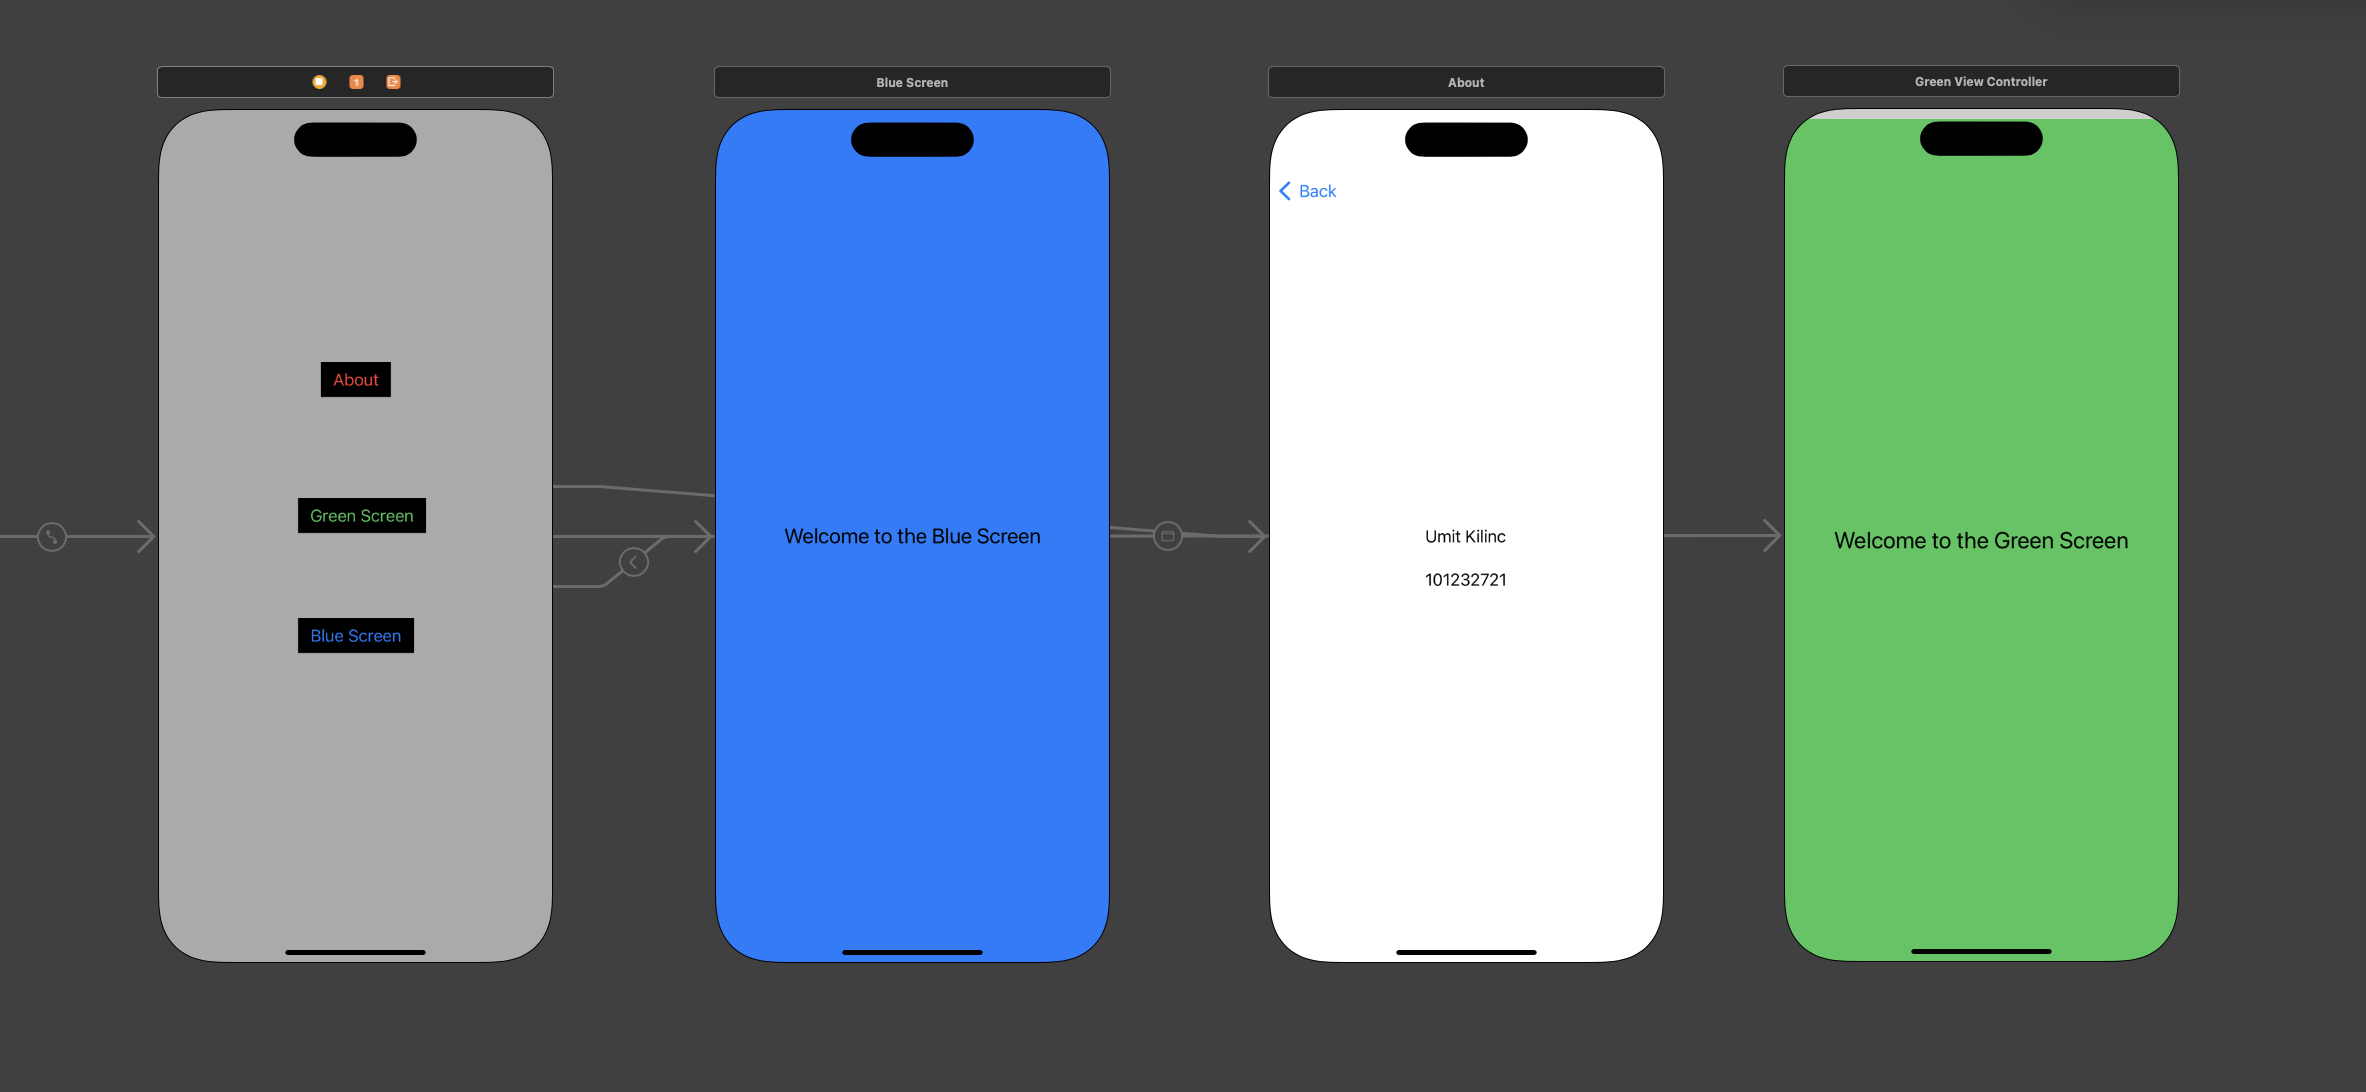 1
Blue Screen
About
Green View Controller
Back
About
Green Screen
Blue Screen
Welcome to the Blue Screen
Umit Kilinc
101232721
Welcome to the Green Screen